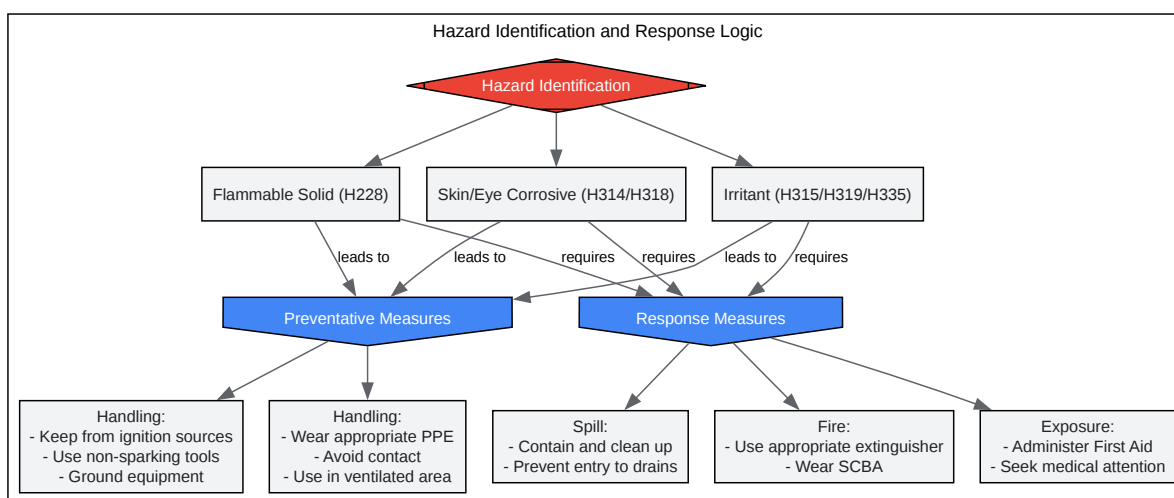 Hazard Identification and Response Logic
Hazard Identification
Flammable Solid (H228)
Skin/Eye Corrosive (H314/H318)
Irritant (H315/H319/H335)
leads to
leads to
requires
requires
leads to
requires
Preventative Measures
Response Measures
Handling:
- Keep from ignition sources
- Use non-sparking tools
- Ground equipment
Handling:
- Wear appropriate PPE
- Avoid contact
- Use in ventilated area
Spill:
- Contain and clean up
- Prevent entry to drains
Fire:
- Use appropriate extinguisher
- Wear SCBA
Exposure:
- Administer First Aid
- Seek medical attention